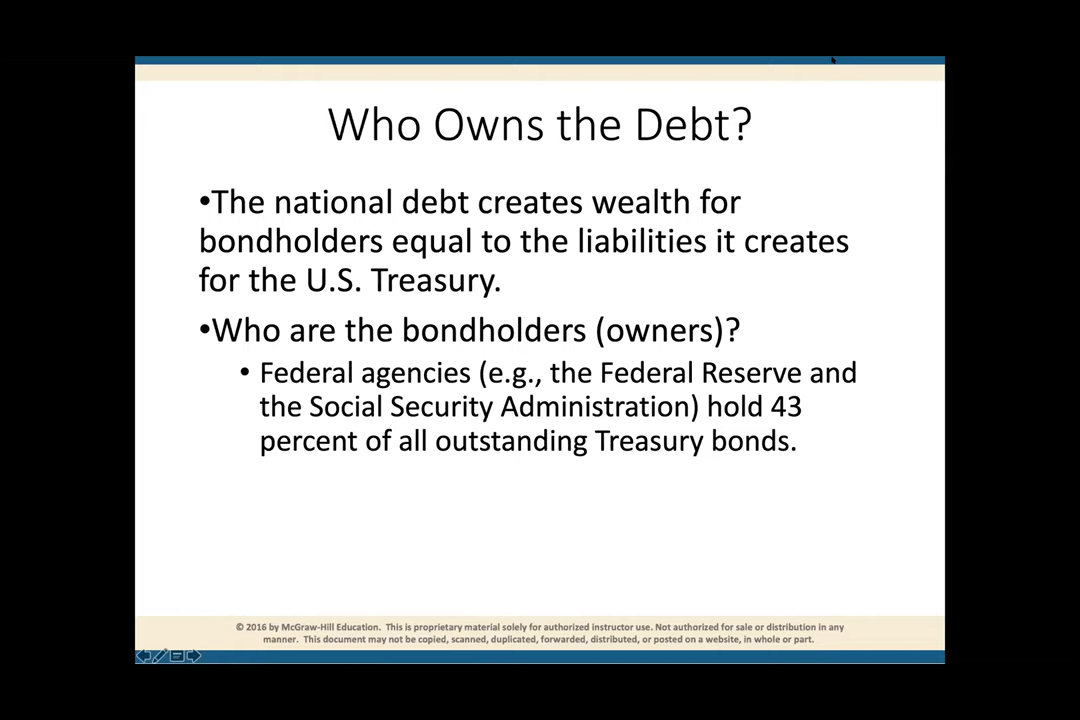 Who Owns the Debt?
•The national debt creates wealth for
bondholders equal to the liabilities it creates
for the U.S. Treasury.
•Who are the bondholders (owners)?
• Federal agencies (e.g., the Federal Reserve and
the Social Security Administration) hold 43
percent of all outstanding Treasury bonds.
© 2016 by McGraw-Hill Education. This is proprietary material solely for authorized instructor use. Not authorized for sale or distribution in any
manner. This document may not be copied, scanned, duplicated, forwarded, distributed, or posted on a website, in whole or part.